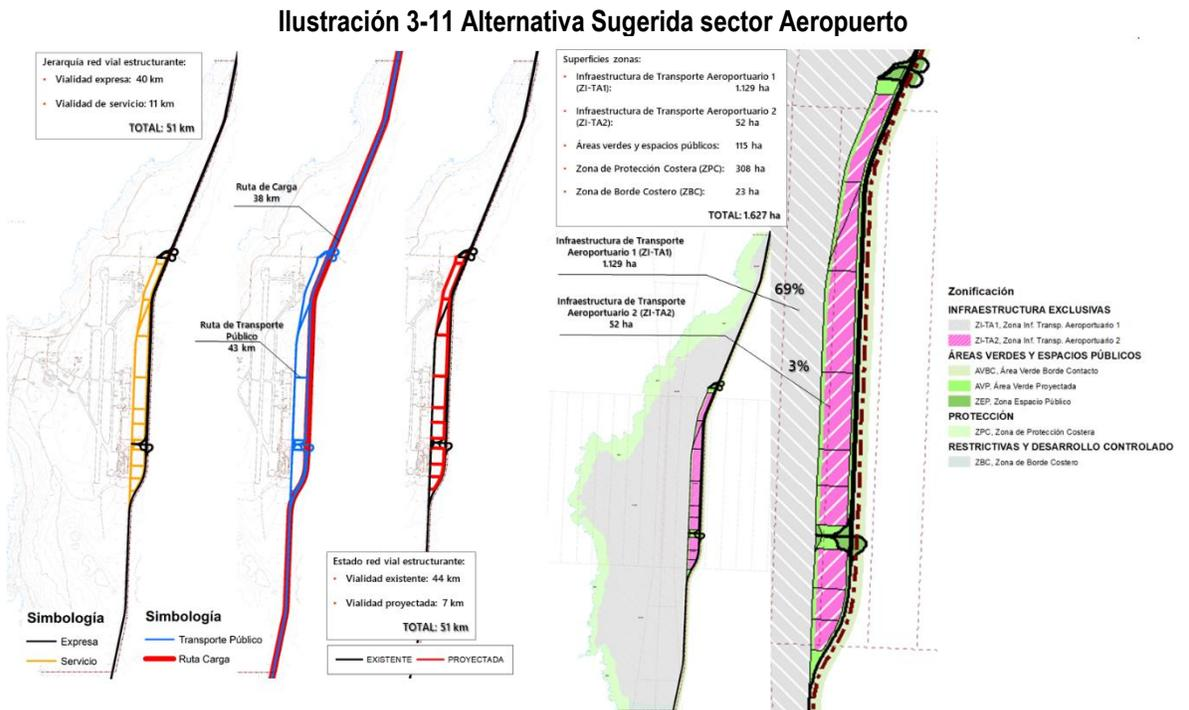 Ilustración 3-11 Alternativa Sugerida sector Aeropuerto
Jerarquía red vial estructurante:
• Vialidad expresa: 40 km
• Vialidad de servicio: 11 km
TOTAL: 51 km
Ruta de Carga
38 km
Ruta de Transporte
Público
43 km
Estado red vial estructurante:
• Vialidad existente: 44 km
• Vialidad proyectada: 7 km
TOTAL: 51 km
EXISTENTE
PROYECTADA
Simbología
Expresa
Servicio
Simbología
Transporte Público
Ruta Carga
Superficies zonas:
• Infraestructura de Transporte Aeroportuario 1
(ZI-TA1): 1.129 ha
• Infraestructura de Transporte Aeroportuario 2
(ZI-TA2): 52 ha
• Áreas verdes y espacios públicos: 115 ha
• Zona de Protección Costera (ZPC): 308 ha
• Zona de Borde Costero (ZBC): 23 ha
TOTAL: 1.627 ha
Infraestructura de Transporte
Aeroportuario 1 (ZI-TA1)
1.129 ha
69%
Infraestructura de Transporte
Aeroportuario 2 (ZI-TA2)
52 ha
3%
Zonificación
INFRAESTRUCTURA EXCLUSIVAS
ZI-TA1, Zona Inf. Transp. Aeroportuario 1
ZI-TA2, Zona Inf. Transp. Aeroportuario 2
ÁREAS VERDES Y ESPACIOS PÚBLICOS
AVBC, Área Verde Borde Contacto
AVP, Área Verde Proyectada
ZEP, Zona Espacio Público
PROTECCIÓN
ZPC, Zona de Protección Costera
RESTRICTIVAS Y DESARROLLO CONTROLADO
ZBC, Zona de Borde Costero